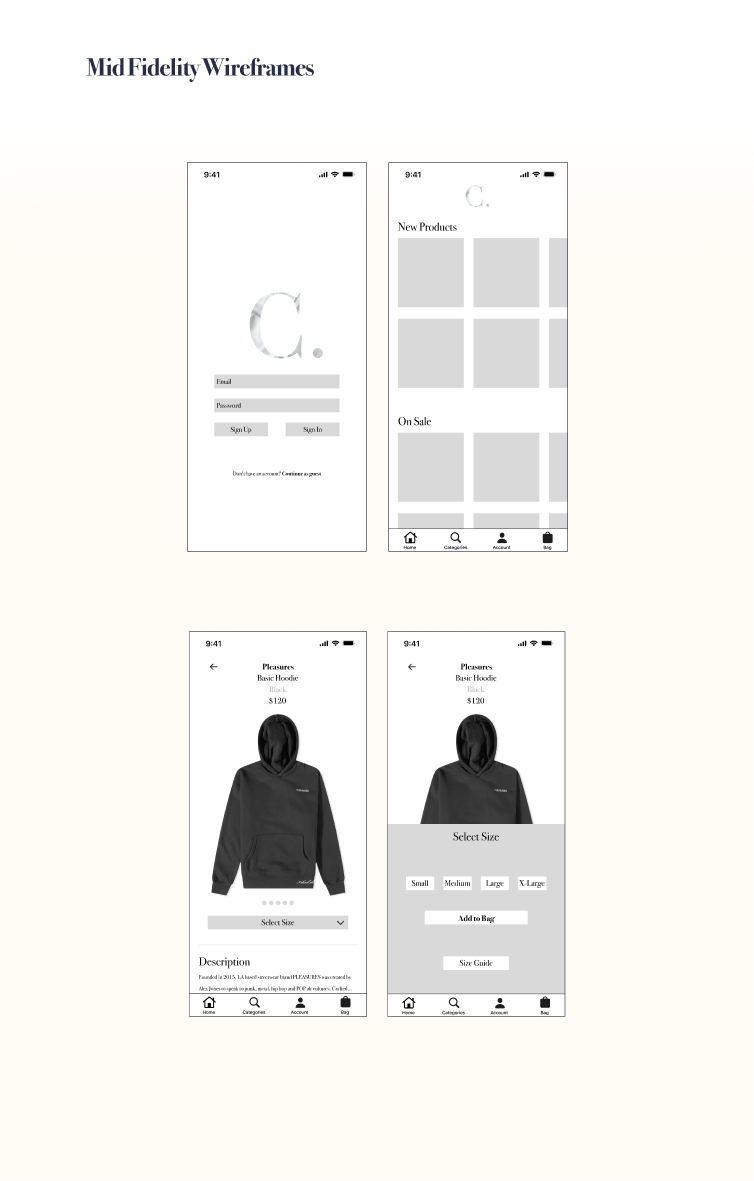 Mid Fidelity Wireframes
9:41
C.
Email
Password
Sign Up Sign In
Don't have an account? Continue as guest
9:41
C.
New Products
On Sale
Home Categories Account Bag
9:41
Pleasures
Basic Hoodie
Black
$120
Select Size
Description
Founded in 2015, LA based streetwear brand PLEASURES was created by
Alex Jones to speak to punk, metal, hip hop and POP ub cultures. Crafted...
Home Categories Account Bag
9:41
Pleasures
Basic Hoodie
Black
$120
Select Size
Small Medium Large X-Large
Add to Bag
Size Guide
Home Categories Account Bag